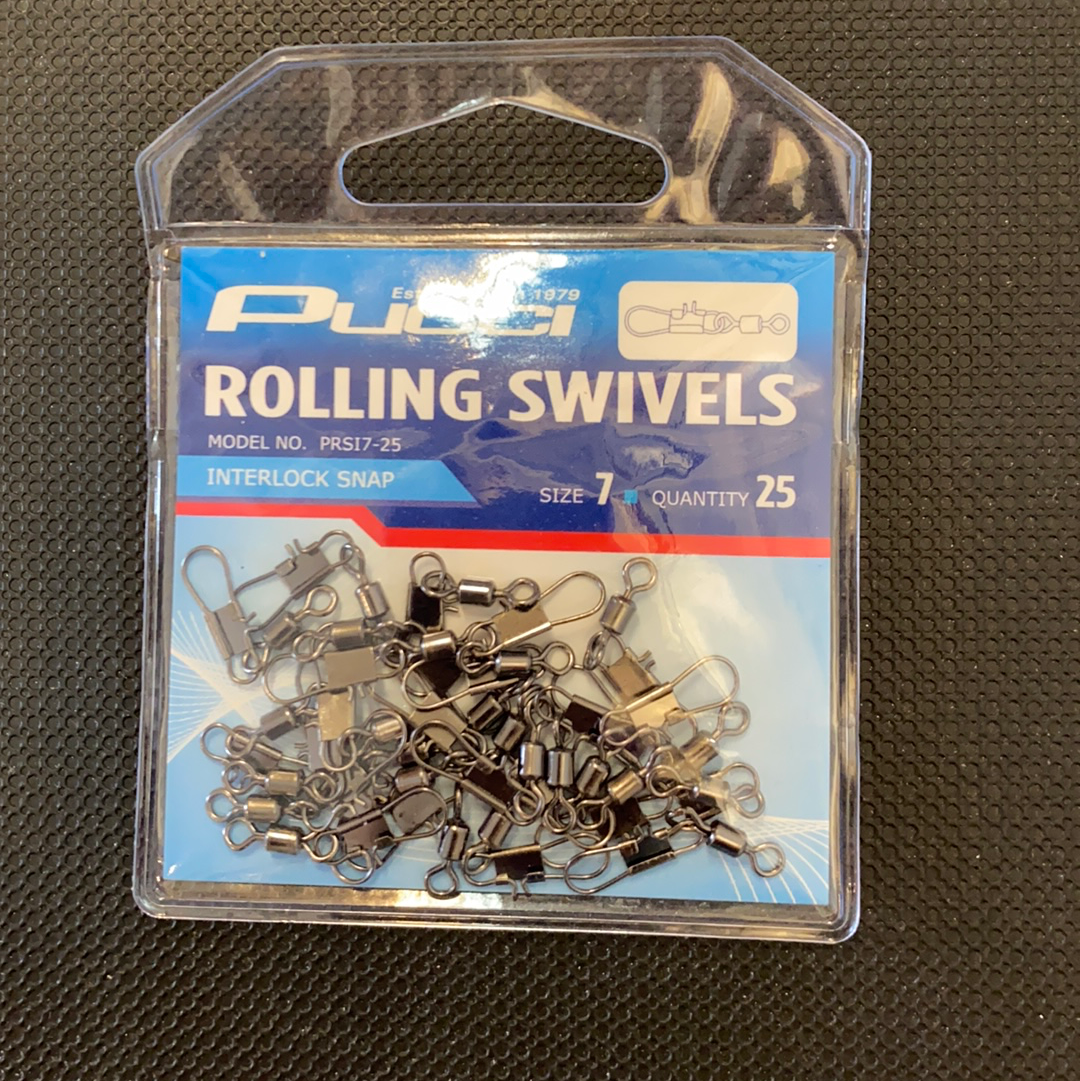 Est 1979
Pucci
ROLLING SWIVELS
MODEL NO. PRSI7-25
INTERLOCK SNAP
SIZE 7 QUANTITY 25